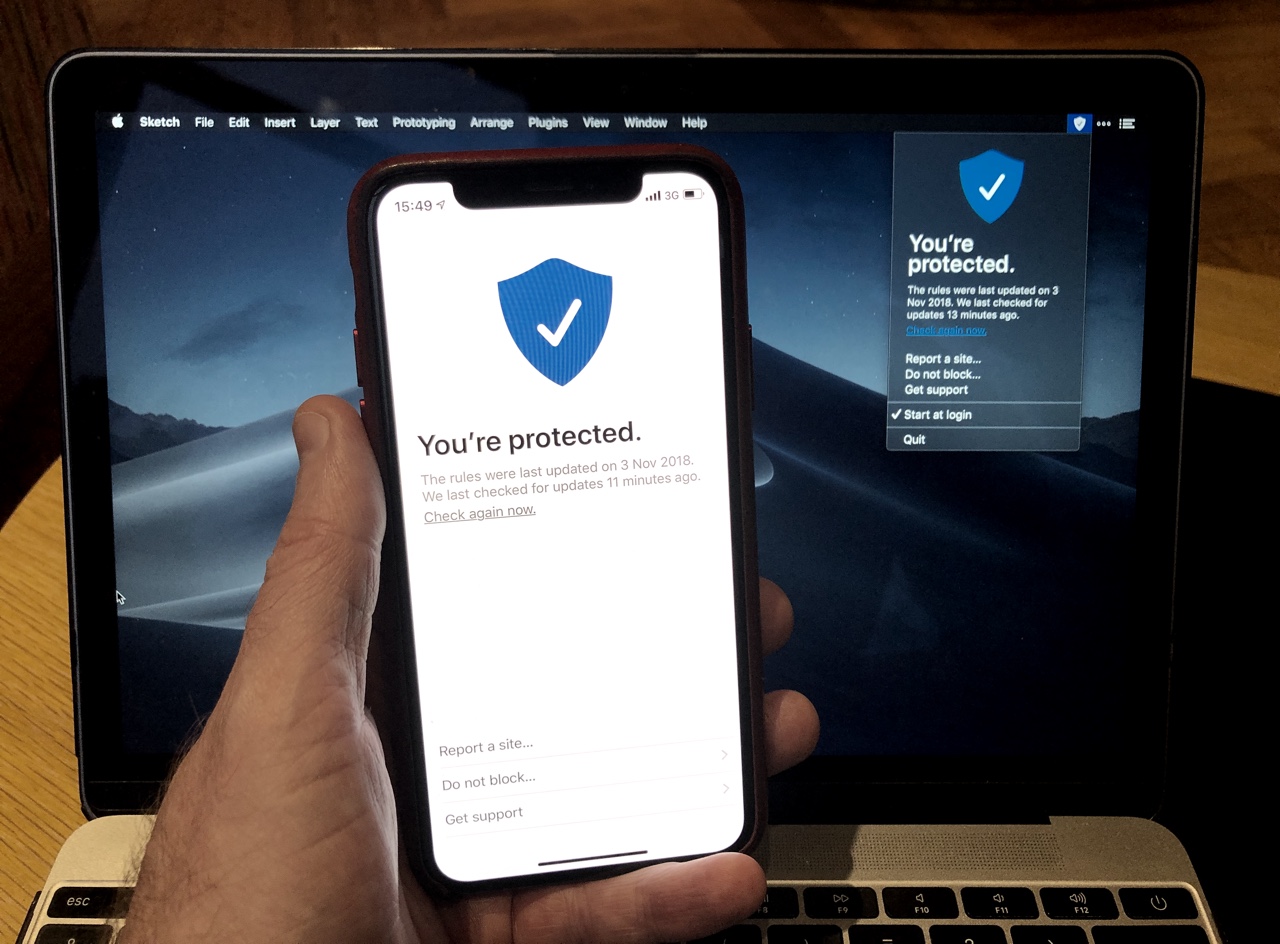 Sketch File Edit Insert Layer Text Prototyping Arrange Plugins View Window Help
15:49 3G
You're protected.
The rules were last updated on 3 Nov 2018.
We last checked for updates 11 minutes ago.
Check again now.
Report a site...
Do not block...
Get support
You're
protected.
The rules were last updated on 3
Nov 2018. We last checked for
updates 13 minutes ago.
Check again now.
Report a site...
Do not block...
Get support
✓ Start at login
Quit
esc
F8 F9 F10 F11 F12